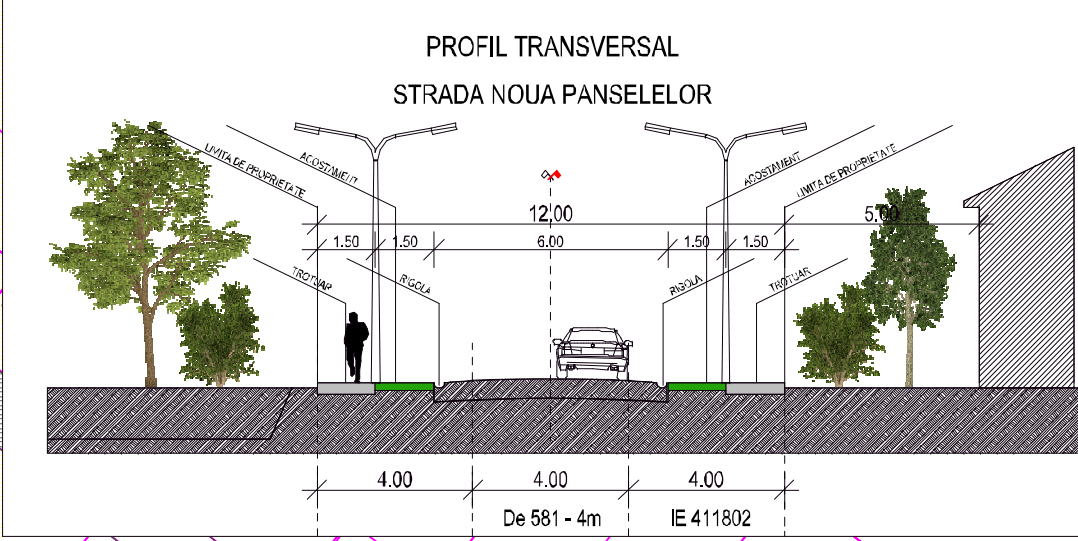 PROFIL TRANSVERSAL
STRADA NOUA PANSELELOR
LIMITA DE PROPRIETATE
ACOSTAMENT
ACOSTAMENT
LIMITA DE PROPRIETATE
12.00
5.00
1.50
1.50
6.00
1.50
1.50
TROTUAR
RIGOLA
RIGOLA
TROTUAR
4.00
4.00
4.00
De 581 - 4m
IE 411802